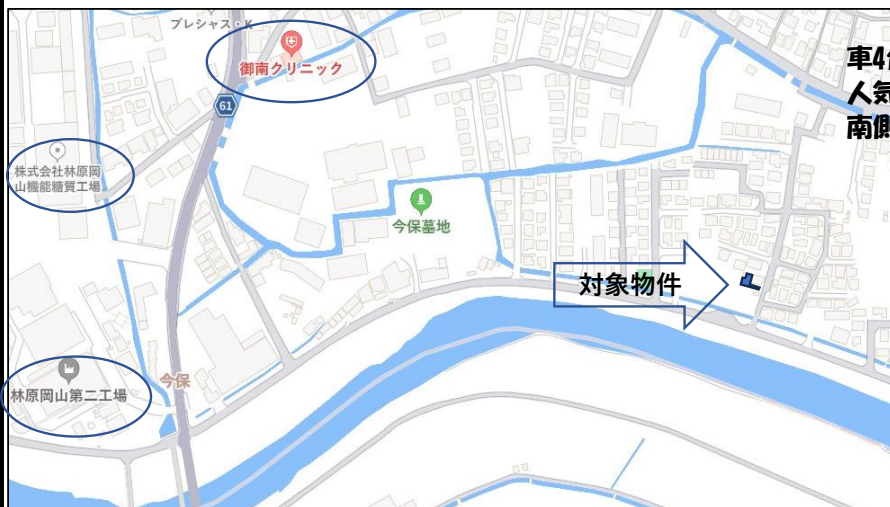 プレシャス・K
御南クリニック
61
車4
人気
南側
株式会社林原岡
山機能糖質工場
今保墓地
対象物件
林原岡山第二工場
今保